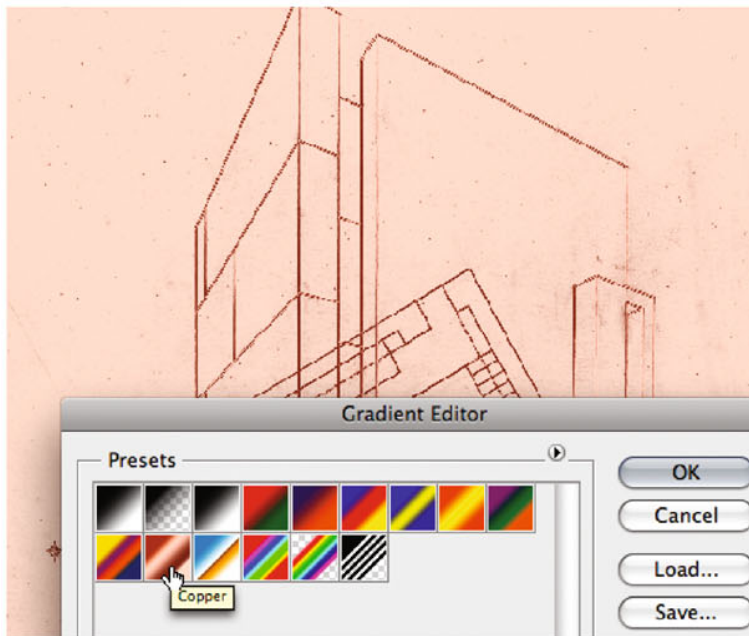 Gradient Editor
Presets
OK
Cancel
Load...
Save...
Copper